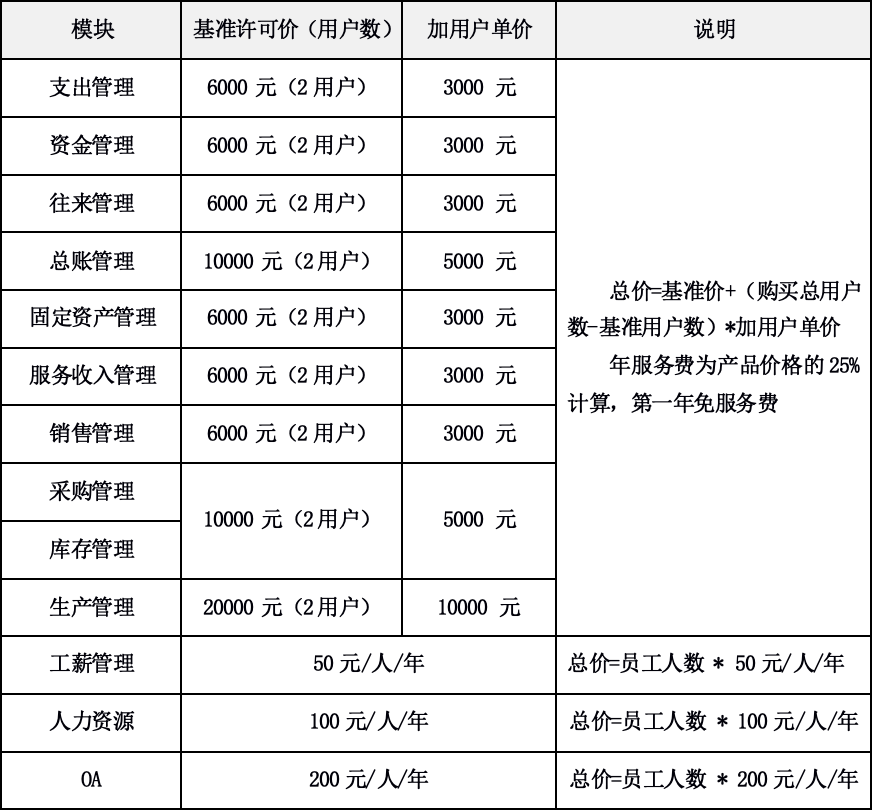 模块 基准许可价（用户数） 加用户单价 说明
支出管理 6000 元（2 用户） 3000 元
资金管理 6000 元（2 用户） 3000 元
往来管理 6000 元（2 用户） 3000 元
总账管理 10000 元（2 用户） 5000 元
固定资产管理 6000 元（2 用户） 3000 元
服务收入管理 6000 元（2 用户） 3000 元
销售管理 6000 元（2 用户） 3000 元
采购管理
库存管理
10000 元（2 用户） 5000 元
生产管理 20000 元（2 用户） 10000 元
总价=基准价+（购买总用户
数-基准用户数）*加用户单价
年服务费为产品价格的 25%
计算，第一年免服务费
工薪管理 50 元/人/年 总价=员工人数 * 50 元/人/年
人力资源 100 元/人/年 总价=员工人数 * 100 元/人/年
OA 200 元/人/年 总价=员工人数 * 200 元/人/年